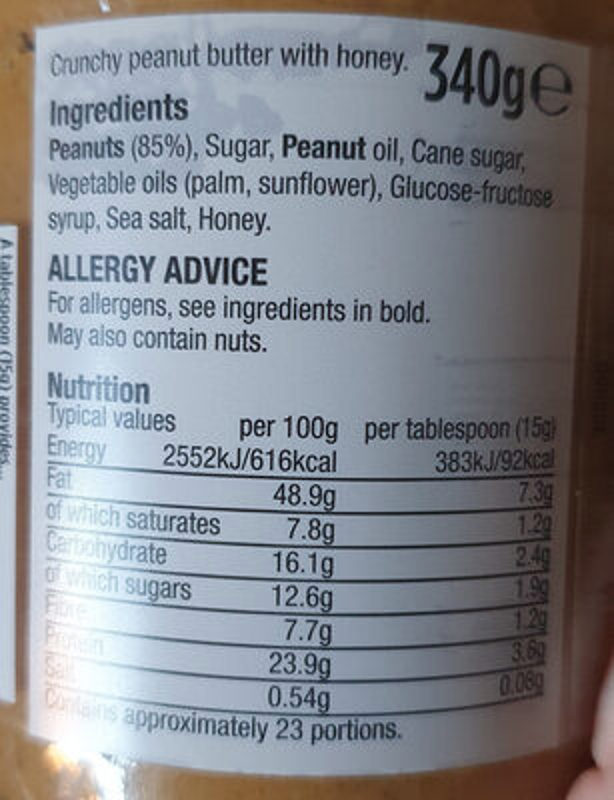 Crunchy peanut butter with honey. 340g℮
Ingredients
Peanuts (85%), Sugar, Peanut oil, Cane sugar,
Vegetable oils (palm, sunflower), Glucose-fructose
syrup, Sea salt, Honey.
ALLERGY ADVICE
For allergens, see ingredients in bold.
May also contain nuts.
Nutrition
Typical values per 100g per tablespoon (15g)
Energy 2552kJ/616kcal 383kJ/92kcal
Fat 48.9g 7.3g
of which saturates 7.8g 1.2g
Carbohydrate 16.1g 2.4g
of which sugars 12.6g 1.9g
Fibre 7.7g 1.2g
Protein 23.9g 3.6g
Salt 0.54g 0.08g
Contains approximately 23 portions.
A tablespoon (15g) provides...